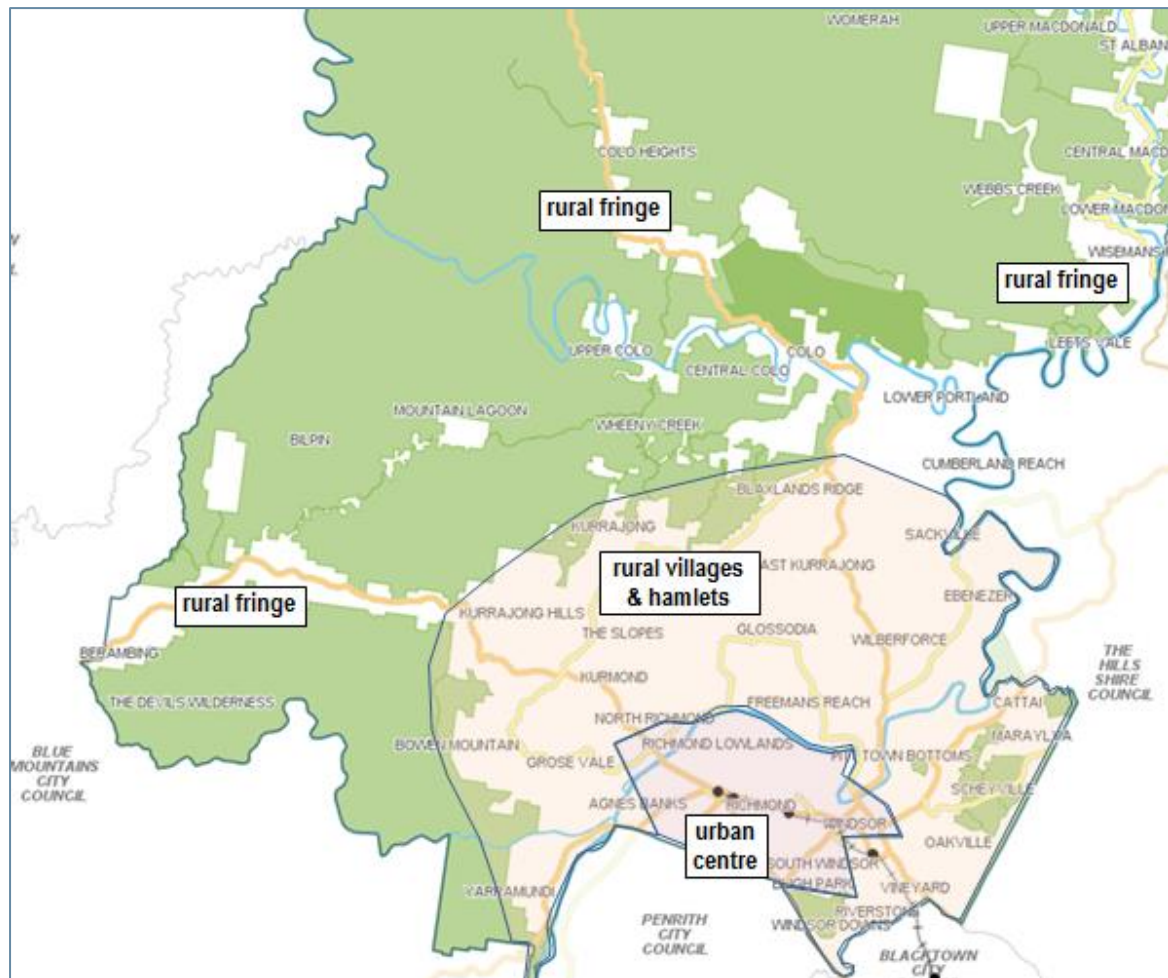 WOMERAH
UPPER MACDONALD
ST ALBAN
COLO HEIGHTS
CENTRAL MACD
WEBBS CREEK
rural fringe
LOWER MACDON
WISEMANS
rural fringe
LEETS VALE
UPPER COLO
COLO
CENTRAL COLO
LOWER PORTLAND
MOUNTAIN LAGOON
BILPIN
WHEENY CREEK
CUMBERLAND REACH
BLAXLANDS RIDGE
KURRAJONG
SACKVILLE
rural villages
& hamlets
AST KURRAJONG
rural fringe
EBENEZER
KURRAJONG HILLS
THE SLOPES
GLOSSODIA
WILBERFORCE
BERAMBING
THE
HILLS
SHIRE
COUNCIL
KURMOND
THE DEVILS WILDERNESS
FREEMANS REACH
CATTAI
NORTH RICHMOND
BOWEN MOUNTAIN
RICHMOND LOWLANDS
MARAYLYA
BLUE
MOUNTAINS
CITY
COUNCIL
GROSE VALE
TOWN BOTTOMS
SCHEYVILLE
AGNES BANKS
RICHMOND
WINDSOR
urban
centre
OAKVILLE
SOUTH WINDSOR
BLIGH PARK
YARRAMUNDI
VINEYARD
PENRITH
CITY
COUNCIL
RIVERSTON
WINDSOR DOWNS
BLACKTOWN
CITY